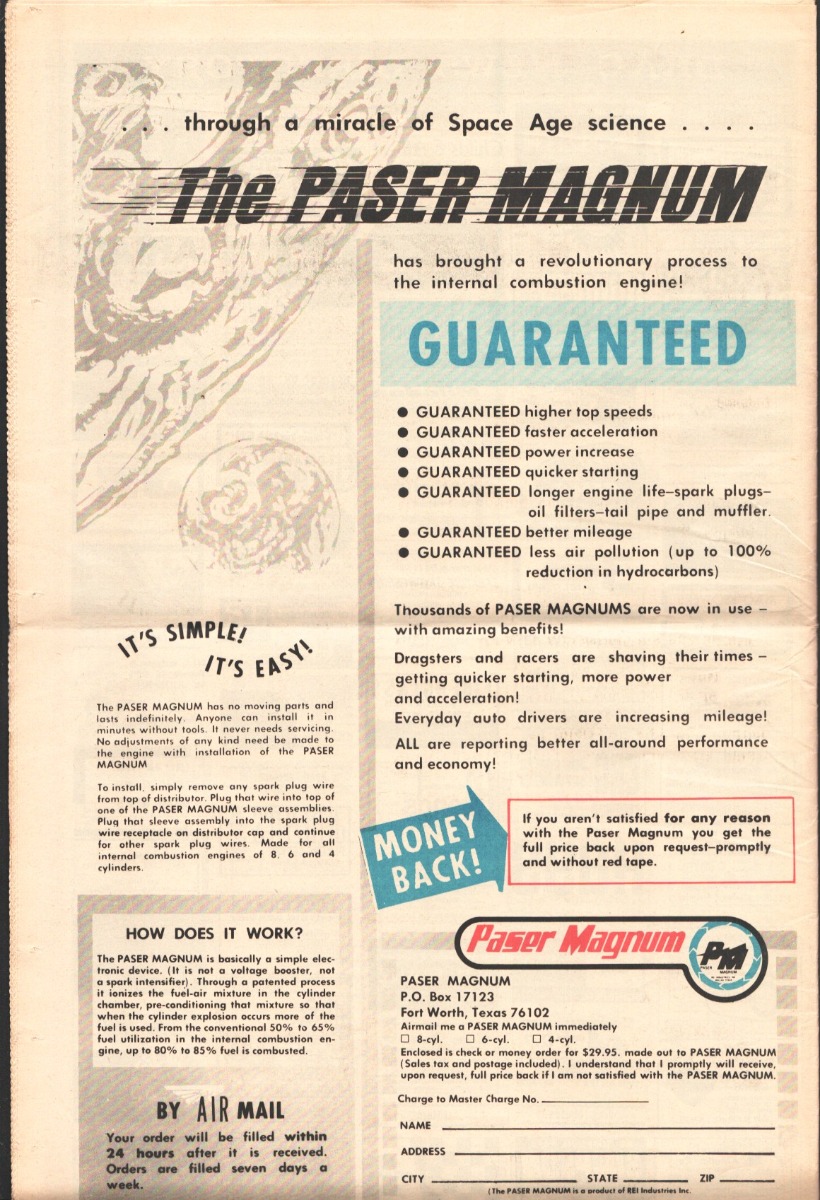 . . . through a miracle of Space Age science . . . .
The PASER MAGNUM
has brought a revolutionary process to
the internal combustion engine!
GUARANTEED
● GUARANTEED higher top speeds
● GUARANTEED faster acceleration
● GUARANTEED power increase
● GUARANTEED quicker starting
● GUARANTEED longer engine life–spark plugs–
oil filters–tail pipe and muffler.
● GUARANTEED better mileage
● GUARANTEED less air pollution (up to 100%
reduction in hydrocarbons)
Thousands of PASER MAGNUMS are now in use –
with amazing benefits!
Dragsters and racers are shaving their times –
getting quicker starting, more power
and acceleration!
Everyday auto drivers are increasing mileage!
ALL are reporting better all-around performance
and economy!
IT'S SIMPLE!
IT'S EASY!
The PASER MAGNUM has no moving parts and
lasts indefinitely. Anyone can install it in
minutes without tools. It never needs servicing.
No adjustments of any kind need be made to
the engine with installation of the PASER
MAGNUM
To install, simply remove any spark plug wire
from top of distributor. Plug that wire into top of
one of the PASER MAGNUM sleeve assemblies.
Plug that sleeve assembly into the spark plug
wire receptacle on distributor cap and continue
for other spark plug wires. Made for all
internal combustion engines of 8, 6 and 4
cylinders.
MONEY
BACK!
If you aren't satisfied for any reason
with the Paser Magnum you get the
full price back upon request–promptly
and without red tape.
HOW DOES IT WORK?
The PASER MAGNUM is basically a simple elec-
tronic device. (It is not a voltage booster, not
a spark intensifier). Through a patented process
it ionizes the fuel-air mixture in the cylinder
chamber, pre-conditioning that mixture so that
when the cylinder explosion occurs more of the
fuel is used. From the conventional 50% to 65%
fuel utilization in the internal combustion en-
gine, up to 80% to 85% fuel is combusted.
BY AIR MAIL
Your order will be filled within
24 hours after it is received.
Orders are filled seven days a
week.
Paser Magnum
PM
PASER MAGNUM
PASER MAGNUM
P.O. Box 17123
Fort Worth, Texas 76102
Airmail me a PASER MAGNUM immediately
☐ 8-cyl. ☐ 6-cyl. ☐ 4-cyl.
Enclosed is check or money order for $29.95. made out to PASER MAGNUM
(Sales tax and postage included). I understand that I promptly will receive,
upon request, full price back if I am not satisfied with the PASER MAGNUM.
Charge to Master Charge No.
NAME
ADDRESS
CITY STATE ZIP
(The PASER MAGNUM is a product of REI Industries Inc.